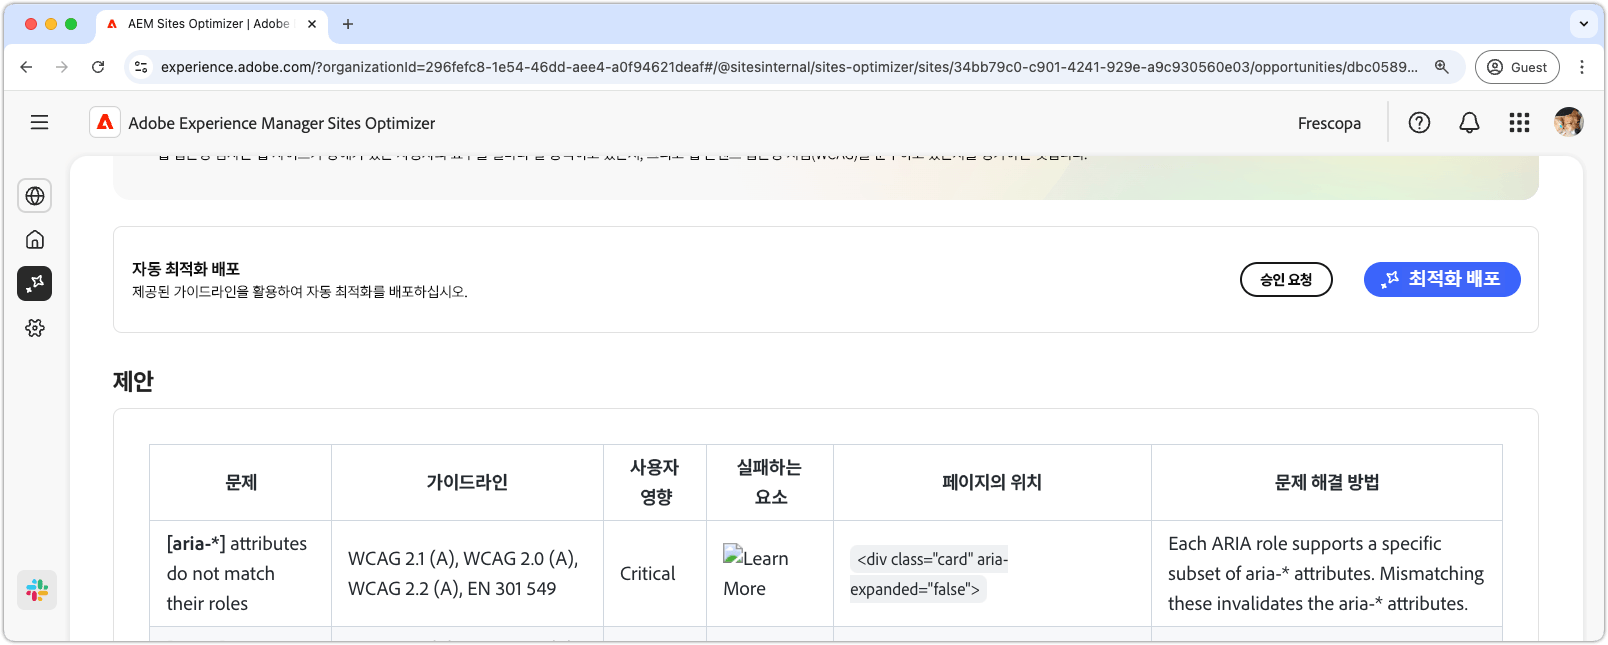 AEM Sites Optimizer | Adobe
experience.adobe.com/?organizationId=296fefc8-1e54-46dd-aee4-a0f94621deaf#/@sitesinternal/sites-optimizer/sites/34bb79c0-c901-4241-929e-a9c930560e03/opportunities/dbc0589...
Guest
Adobe Experience Manager Sites Optimizer
Frescopa
자동 최적화 배포
제공된 가이드라인을 활용하여 자동 최적화를 배포하십시오.
승인 요청
최적화 배포
제안
문제
가이드라인
사용자
영향
실패하는
요소
페이지의 위치
문제 해결 방법
[aria-*] attributes
do not match
their roles
WCAG 2.1 (A), WCAG 2.0 (A),
WCAG 2.2 (A), EN 301 549
Critical
Learn
More
<div class="card" aria-
expanded="false">
Each ARIA role supports a specific
subset of aria-* attributes. Mismatching
these invalidates the aria-* attributes.